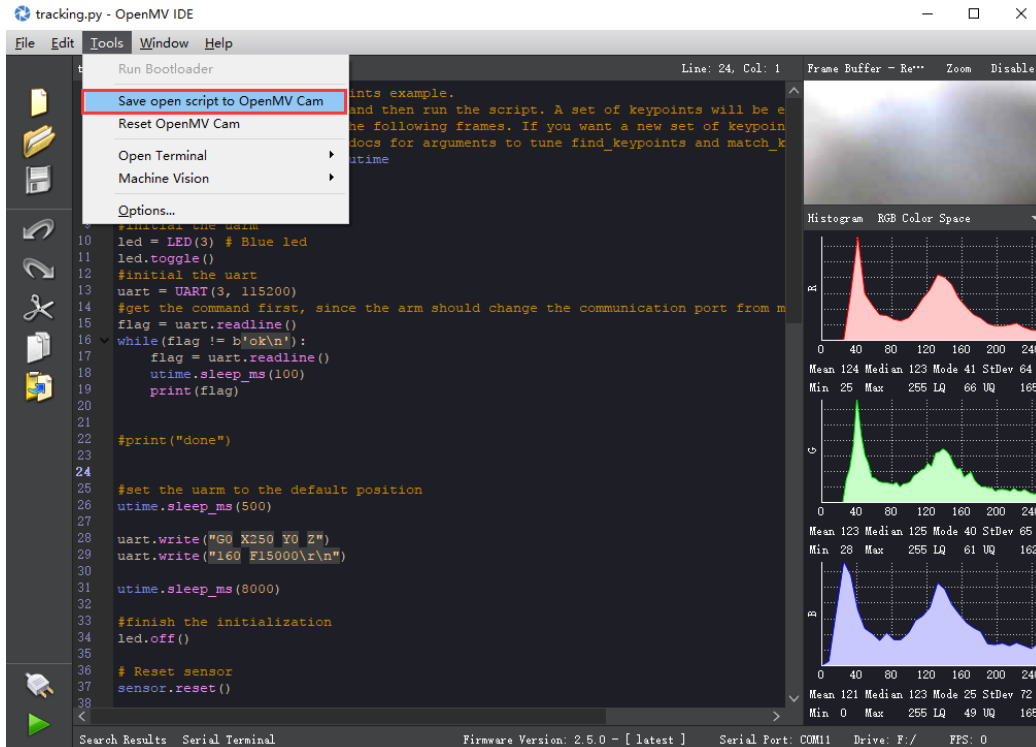 tracking.py - OpenMV IDE
File Edit Tools Window Help
Line: 24, Col: 1
Frame Buffer - Re··· Zoom Disable
Run Bootloader
Save open script to OpenMV Cam
Reset OpenMV Cam
Open Terminal
Machine Vision
Options...
ints example.
and then run the script. A set of keypoints will be e
he following frames. If you want a new set of keypoin
docs for arguments to tune find_keypoints and match_k
utime
#initial the uarm
10 led = LED(3) # Blue led
11 led.toggle()
12 #initial the uart
13 uart = UART(3, 115200)
14 #get the command first, since the arm should change the communication port from m
15 flag = uart.readline()
16 while(flag != b'ok\n'):
17 flag = uart.readline()
18 utime.sleep_ms(100)
19 print(flag)
20
21
22 #print("done")
23
24
25 #set the uarm to the default position
26 utime.sleep_ms(500)
27
28 uart.write("G0 X250 Y0 Z")
29 uart.write("160 F15000\r\n")
30
31 utime.sleep_ms(8000)
32
33 #finish the initialization
34 led.off()
35
36 # Reset sensor
37 sensor.reset()
38
Histogram RGB Color Space
R
0 40 80 120 160 200 240
Mean 124 Median 123 Mode 41 StDev 64
Min 25 Max 255 LQ 66 UQ 165
G
0 40 80 120 160 200 240
Mean 123 Median 125 Mode 40 StDev 65
Min 28 Max 255 LQ 61 UQ 162
B
0 40 80 120 160 200 240
Mean 121 Median 123 Mode 25 StDev 72
Min 0 Max 255 LQ 49 UQ 165
Search Results Serial Terminal
Firmware Version: 2.5.0 - [ latest ] Serial Port: COM11 Drive: F:/ FPS: 0